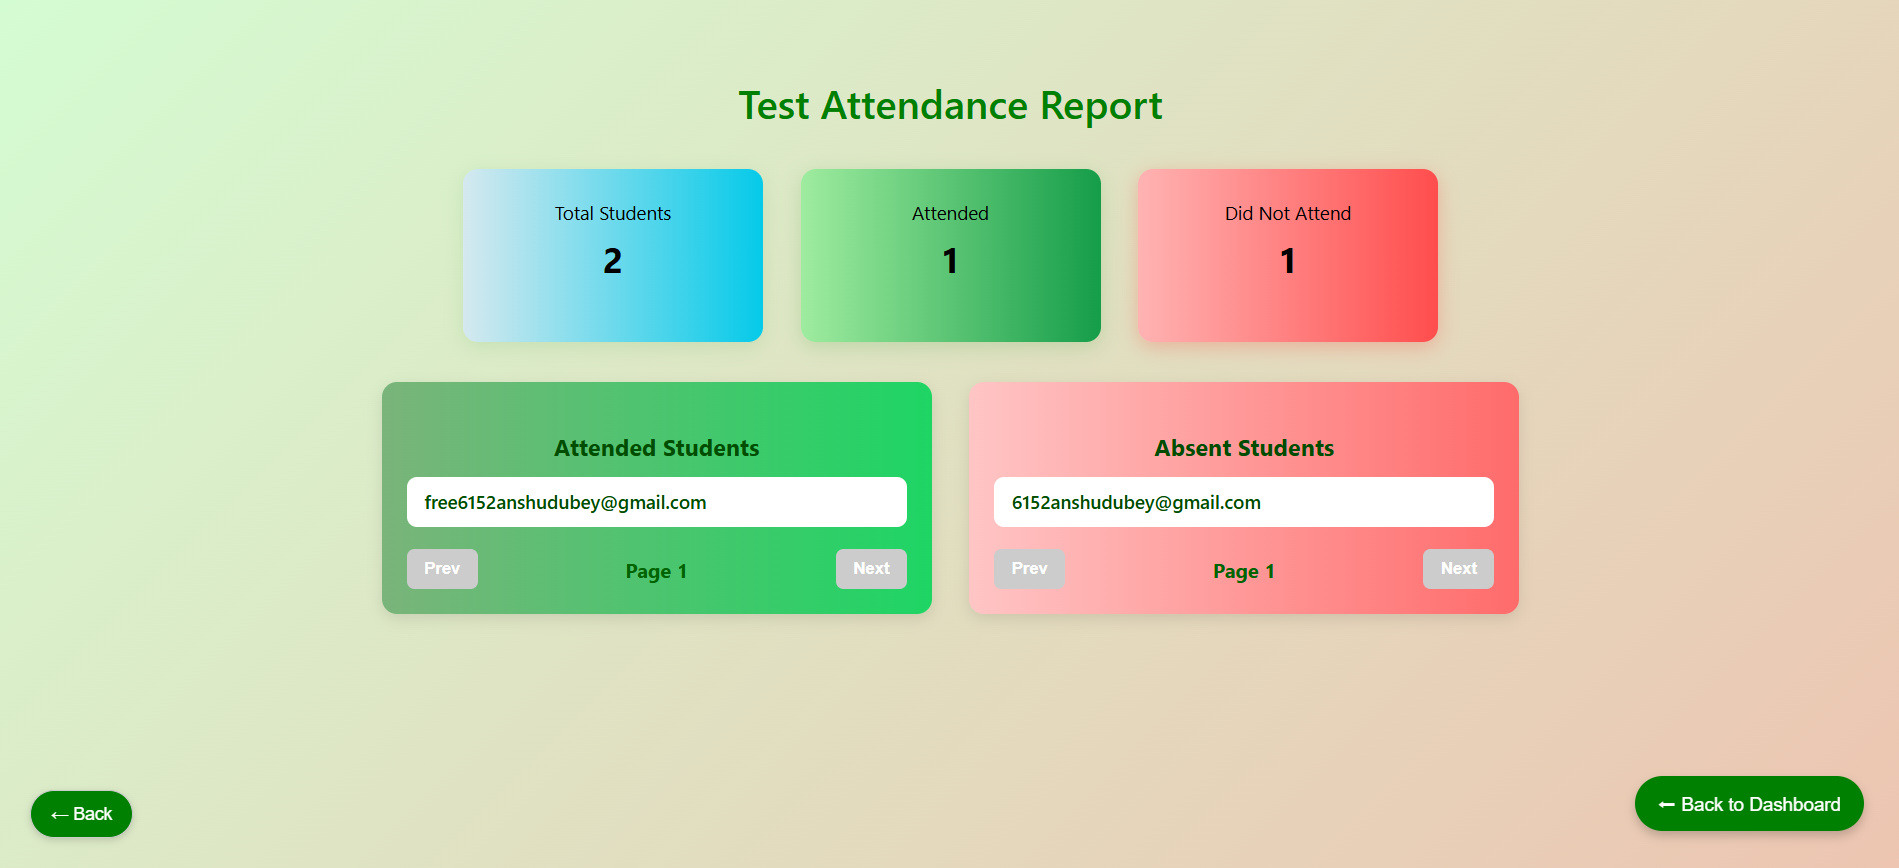 Test Attendance Report
Total Students
2
Attended
1
Did Not Attend
1
Attended Students
free6152anshudubey@gmail.com
Prev
Page 1
Next
Absent Students
6152anshudubey@gmail.com
Prev
Page 1
Next
← Back
← Back to Dashboard